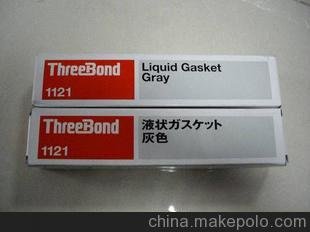 ThreeBond
1121
Liquid Gasket
Gray
ThreeBond
1121
液状ガスケット
灰色
china.makepolo.com